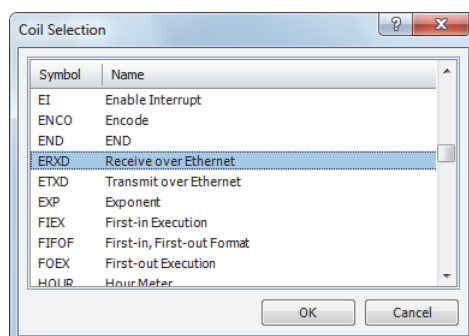 Coil Selection
Symbol Name
EI Enable Interrupt
ENCO Encode
END END
ERXD Receive over Ethernet
ETXD Transmit over Ethernet
EXP Exponent
FIEX First-in Execution
FIFOF First-in, First-out Format
FOEX First-out Execution
HOUR Hour Meter
OK Cancel